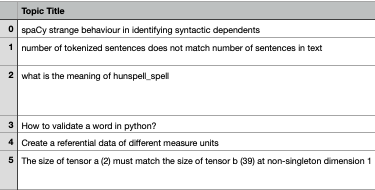 Topic Title
0 spaCy strange behaviour in identifying syntactic dependents
1 number of tokenized sentences does not match number of sentences in text
2 what is the meaning of hunspell_spell
3 How to validate a word in python?
4 Create a referential data of different measure units
5 The size of tensor a (2) must match the size of tensor b (39) at non-singleton dimension 1